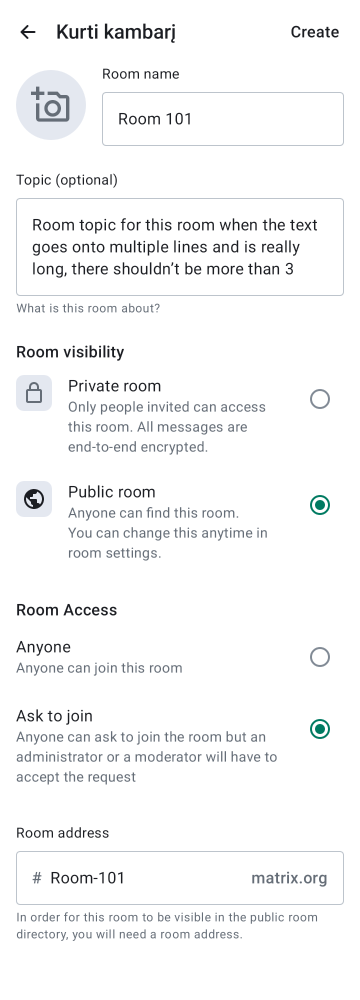 Kurti kambarį
Create
Room name
Room 101
Topic (optional)
Room topic for this room when the text
goes onto multiple lines and is really
long, there shouldn’t be more than 3
What is this room about?
Room visibility
Private room
Only people invited can access
this room. All messages are
end-to-end encrypted.
Public room
Anyone can find this room.
You can change this anytime in
room settings.
Room Access
Anyone
Anyone can join this room
Ask to join
Anyone can ask to join the room but an
administrator or a moderator will have to
accept the request
Room address
# Room-101 matrix.org
In order for this room to be visible in the public room
directory, you will need a room address.